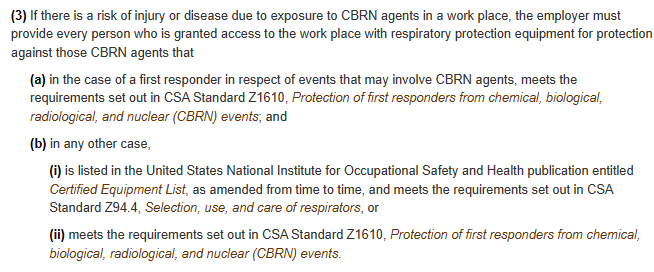 (3) If there is a risk of injury or disease due to exposure to CBRN agents in a work place, the employer must
provide every person who is granted access to the work place with respiratory protection equipment for protection
against those CBRN agents that
(a) in the case of a first responder in respect of events that may involve CBRN agents, meets the
requirements set out in CSA Standard Z1610, Protection of first responders from chemical, biological,
radiological, and nuclear (CBRN) events; and
(b) in any other case,
(i) is listed in the United States National Institute for Occupational Safety and Health publication entitled
Certified Equipment List, as amended from time to time, and meets the requirements set out in CSA
Standard Z94.4, Selection, use, and care of respirators, or
(ii) meets the requirements set out in CSA Standard Z1610, Protection of first responders from chemical,
biological, radiological, and nuclear (CBRN) events.